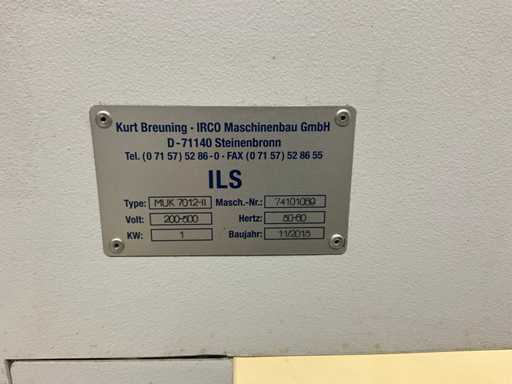 Kurt Breuning · IRCO Maschinenbau GmbH
D-71140 Steinenbronn
Tel. (0 71 57) 52 86-0 · FAX (0 71 57) 52 86 55
ILS
Type: MUK 7012-II Masch.-Nr.: 74101089
Volt: 200-500 Hertz: 50-60
KW: 1 Baujahr: 11/2015